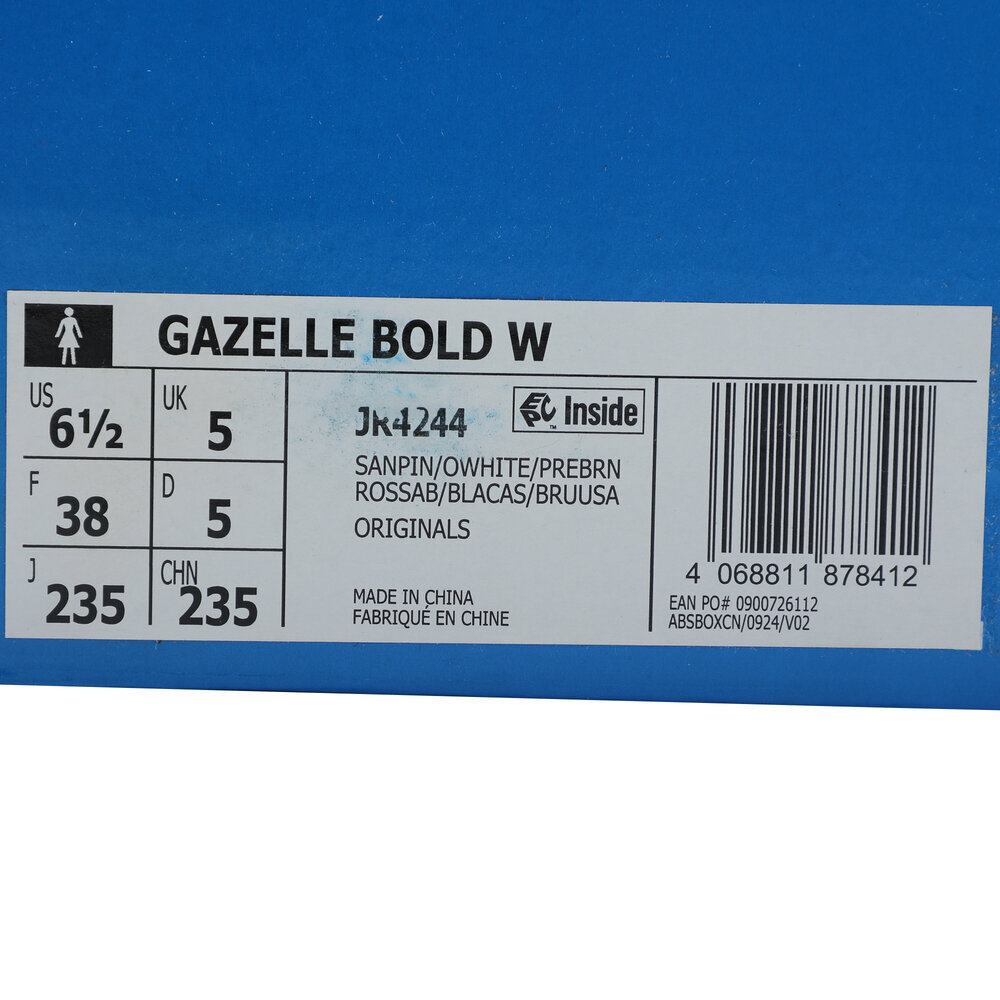 GAZELLE BOLD W
US 6½
UK 5
F 38
D 5
J 235
CHN 235
JR4244
EPC™ Inside
SANPIN/OWHITE/PREBRN
ROSSAB/BLACAS/BRUUSA
ORIGINALS
MADE IN CHINA
FABRIQUÉ EN CHINE
4 068811 878412
EAN PO# 0900726112
ABSBOXCN/0924/V02